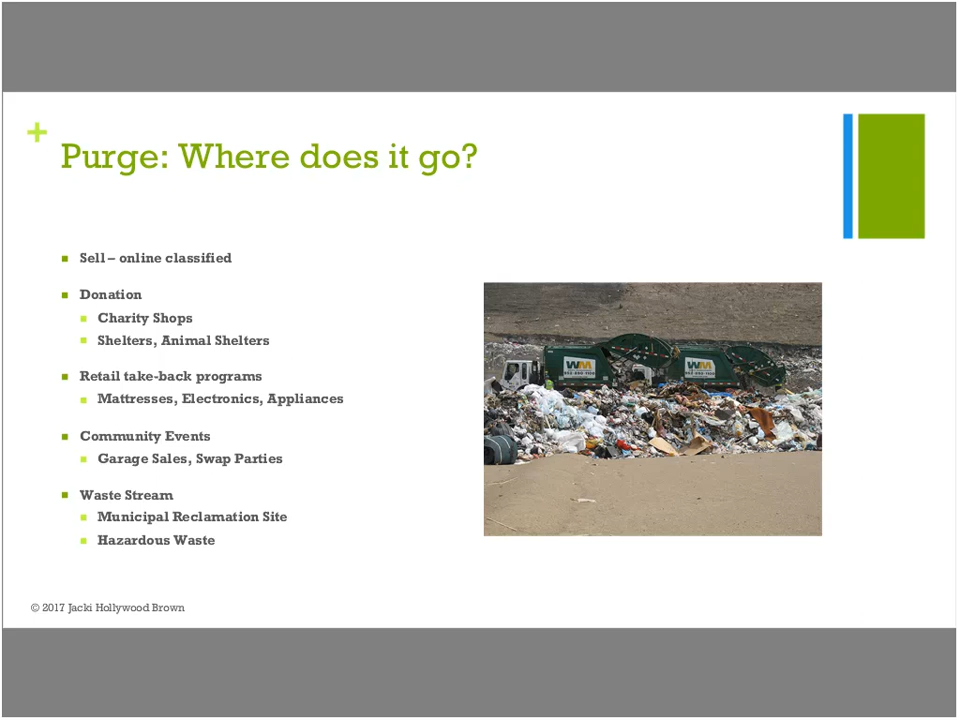 +
Purge: Where does it go?
Sell – online classified
Donation
Charity Shops
Shelters, Animal Shelters
Retail take-back programs
Mattresses, Electronics, Appliances
Community Events
Garage Sales, Swap Parties
Waste Stream
Municipal Reclamation Site
Hazardous Waste
WM
WM
© 2017 Jacki Hollywood Brown